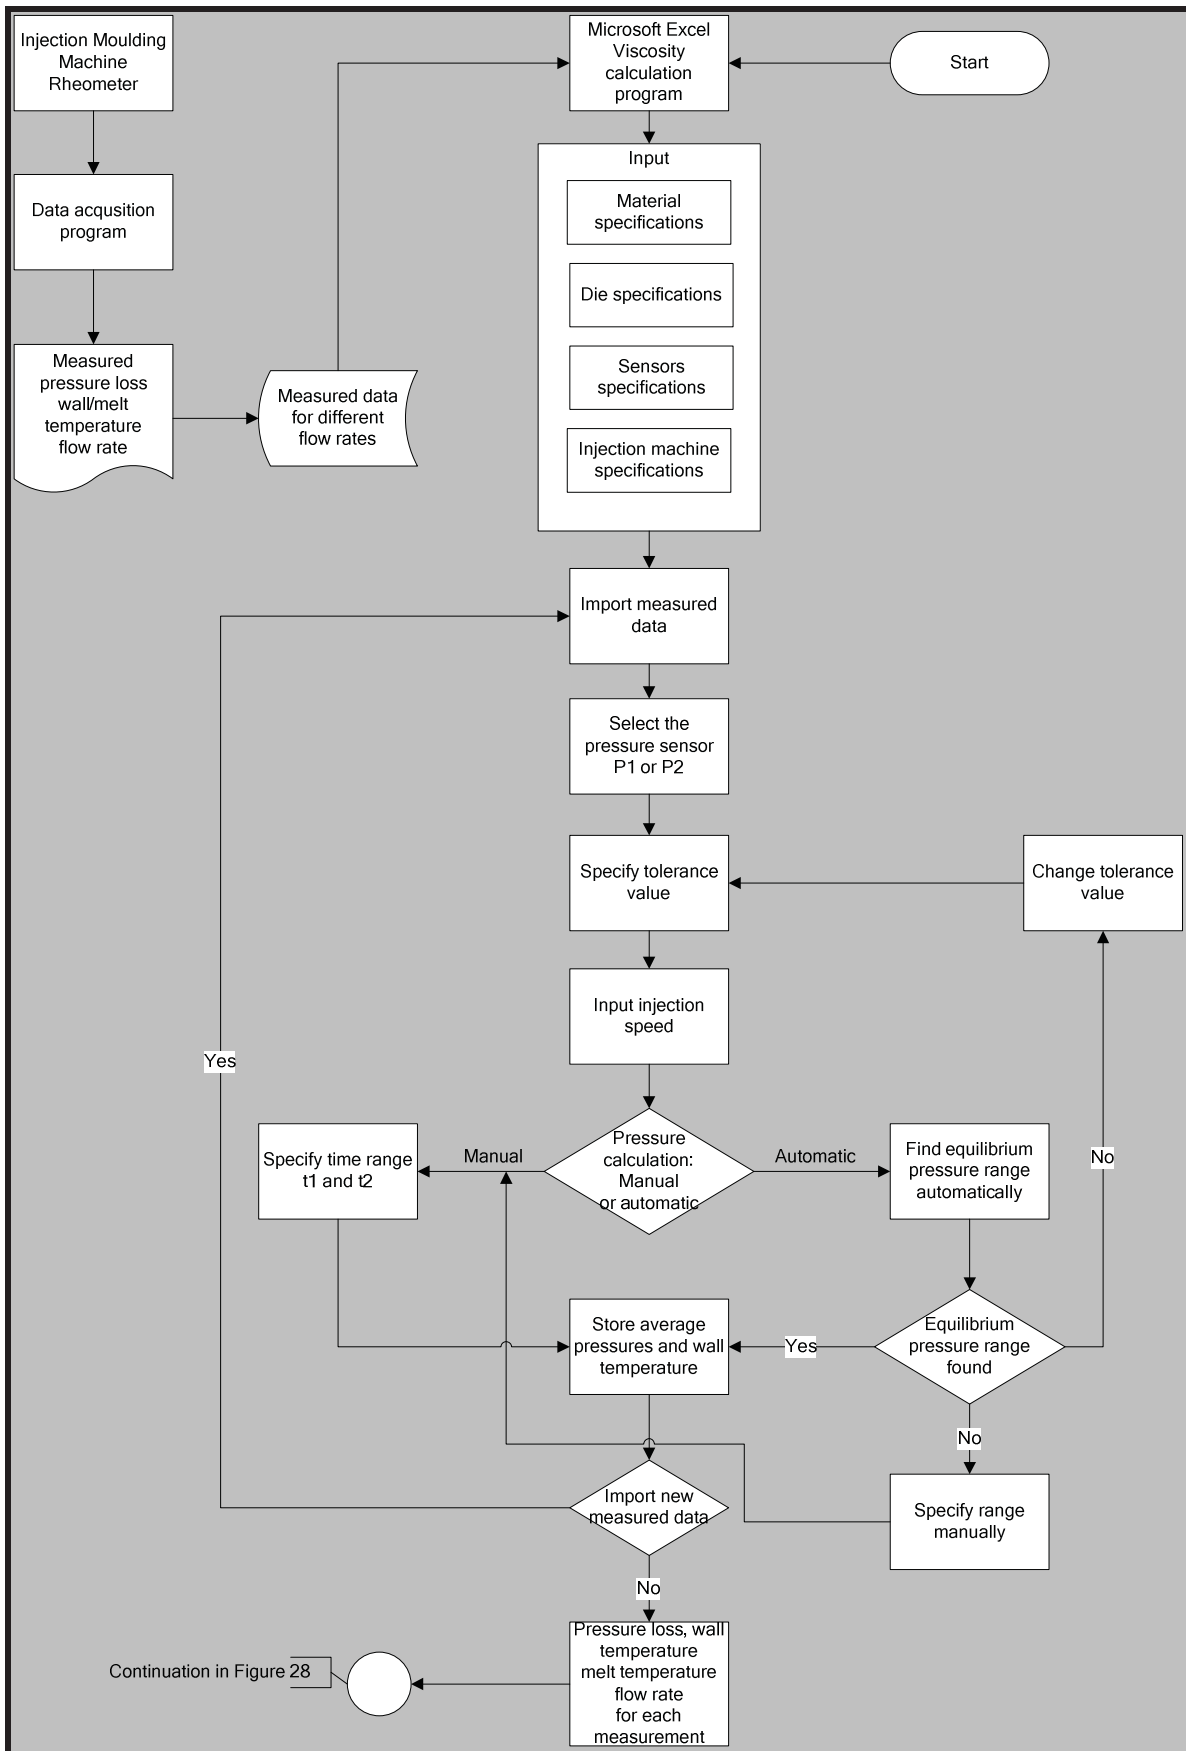 Injection Moulding
Machine
Rheometer
Microsoft Excel
Viscosity
calculation
program
Start
Data acqusition
program
Input
Material
specifications
Die specifications
Sensors
specifications
Injection machine
specifications
Measured
pressure loss
wall/melt
temperature
flow rate
Measured data
for different
flow rates
Import measured
data
Select the
pressure sensor
P1 or P2
Specify tolerance
value
Change tolerance
value
Input injection
speed
Yes
Specify time range
t1 and t2
Manual
Pressure
calculation:
Manual
or automatic
Automatic
Find equilibrium
pressure range
automatically
No
Store average
pressures and wall
temperature
Yes
Equilibrium
pressure range
found
No
Import new
measured data
Specify range
manually
No
Pressure loss, wall
temperature
melt temperature
flow rate
for each
measurement
Continuation in Figure 28